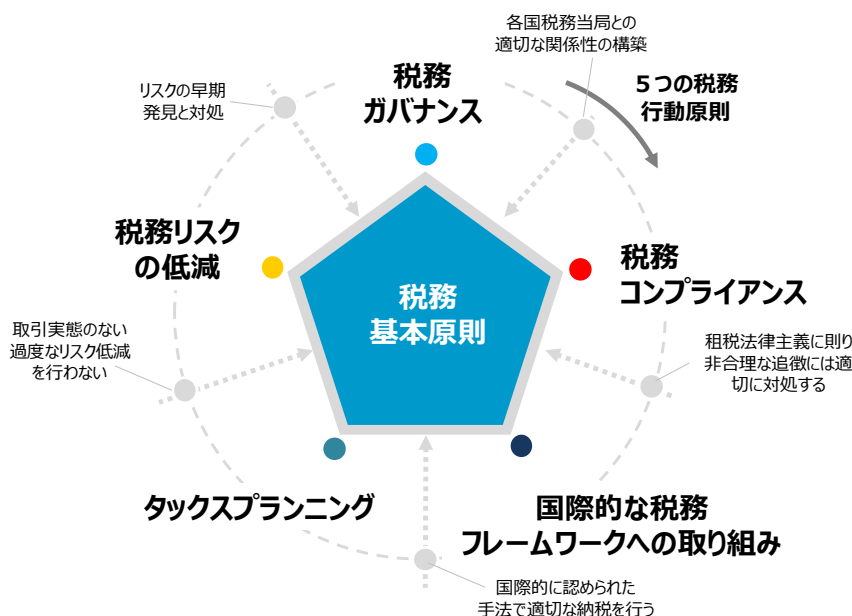 各国税務当局との
適切な関係性の構築
税務
ガバナンス
5つの税務
行動原則
リスクの早期
発見と対処
税務リスク
の低減
税務
コンプライアンス
税務
基本原則
取引実態のない
過度なリスク低減
を行わない
租税法律主義に則り
非合理な追徴には適
切に対処する
タックスプランニング
国際的な税務
フレームワークへの取り組み
国際的に認められた
手法で適切な納税を行う